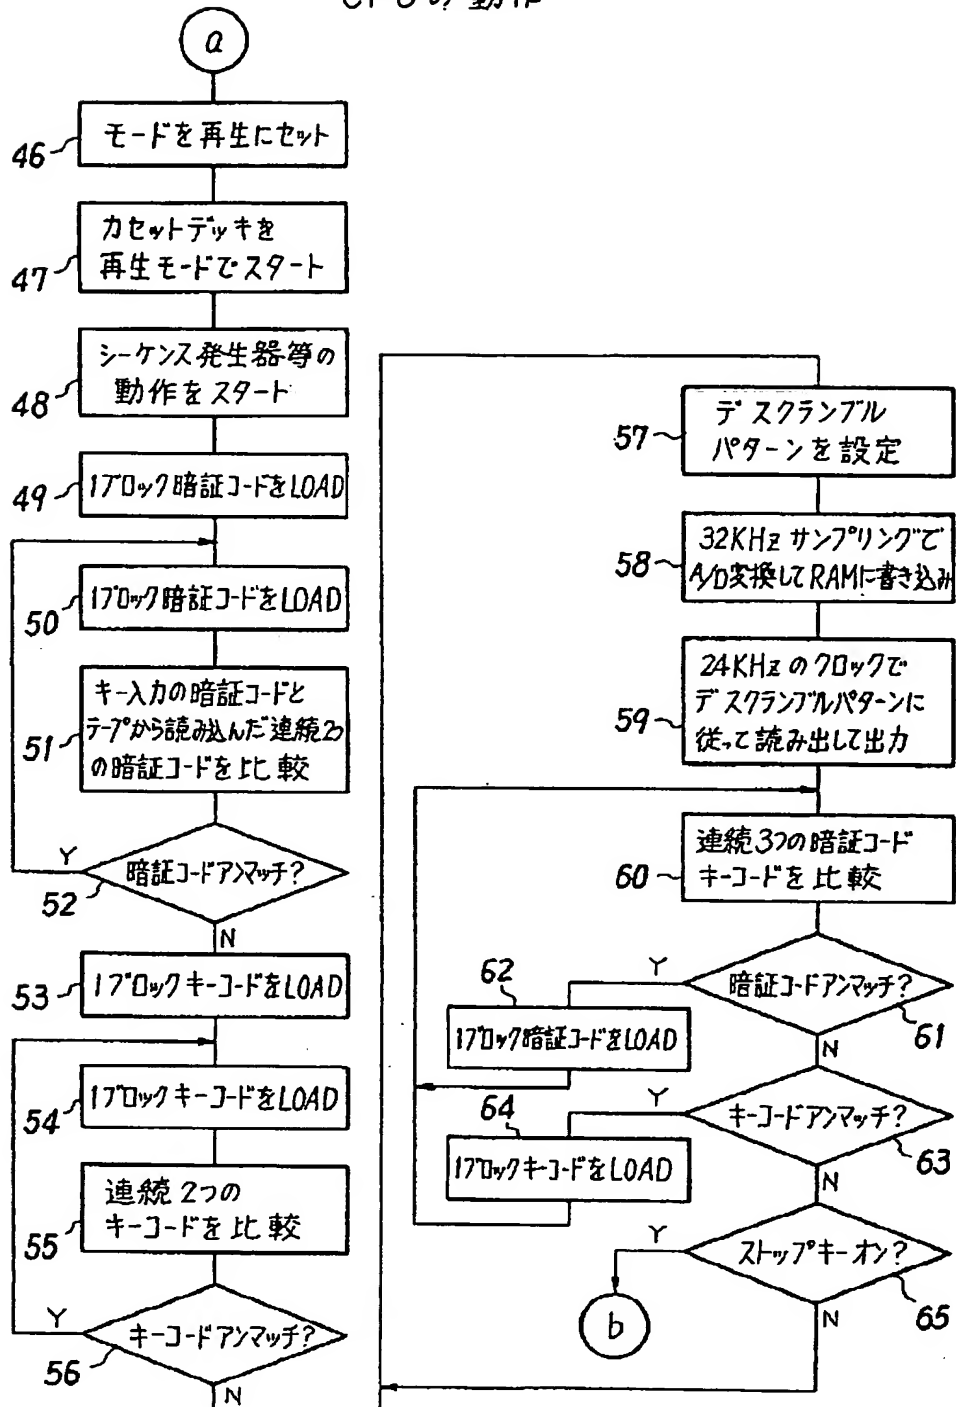 CPUの動作
a
46
モードを再生にセット
47
カセットデッキを
再生モードでスタート
48
シーケンス発生器等の
動作をスタート
49
1ブロック暗証コードをLOAD
50
1ブロック暗証コードをLOAD
51
キー入力の暗証コードと
テープから読み込んだ連続2つ
の暗証コードを比較
Y
暗証コードアンマッチ?
52
N
53
1ブロックキーコードをLOAD
54
1ブロックキーコードをLOAD
55
連続2つの
キーコードを比較
Y
キーコードアンマッチ?
56
N
57
デスクランブル
パターンを設定
58
32KHzサンプリングで
A/D変換してRAMに書き込み
59
24KHzのクロックで
デスクランブルパターンに
従って読み出して出力
60
連続3つの暗証コード
キーコードを比較
Y
暗証コードアンマッチ?
61
62
1ブロック暗証コードをLOAD
N
Y
キーコードアンマッチ?
63
64
1ブロックキーコードをLOAD
N
Y
ストップキーオン?
65
b
N